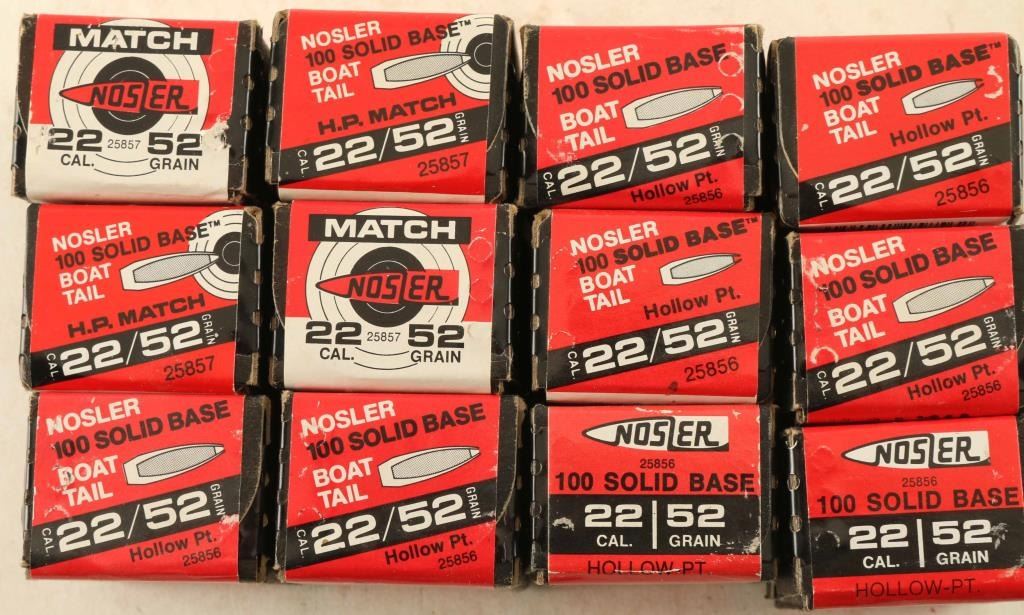 MATCH
NOSLER
22 25857 52
CAL. GRAIN
NOSLER
100 SOLID BASE™
BOAT
TAIL
H.P. MATCH
CAL. 22/52 GRAIN
25857
NOSLER
100 SOLID BASE
BOAT
TAIL
CAL. 22/52 GRAIN
Hollow Pt.
25856
NOSLER
100 SOLID BASE™
BOAT
TAIL
Hollow Pt.
CAL. 22/52 GRAIN
25856
NOSLER
100 SOLID BASE™
BOAT
TAIL
H.P. MATCH
CAL. 22/52 GRAIN
25857
MATCH
NOSLER
22 25857 52
CAL. GRAIN
NOSLER
100 SOLID BASE™
BOAT
TAIL
Hollow Pt.
CAL. 22/52 GRAIN
25856
NOSLER
100 SOLID BASE
BOAT
TAIL
CAL. 22/52 GRAIN
Hollow Pt.
25856
NOSLER
100 SOLID BASE
BOAT
TAIL
CAL. 22/52 GRAIN
Hollow Pt.
25856
NOSLER
100 SOLID BASE
BOAT
TAIL
CAL. 22/52 GRAIN
Hollow Pt.
25856
NOSLER
25856
100 SOLID BASE
22 52
CAL. GRAIN
HOLLOW-PT.
NOSLER
25856
100 SOLID BASE
22 52
CAL. GRAIN
HOLLOW-PT.